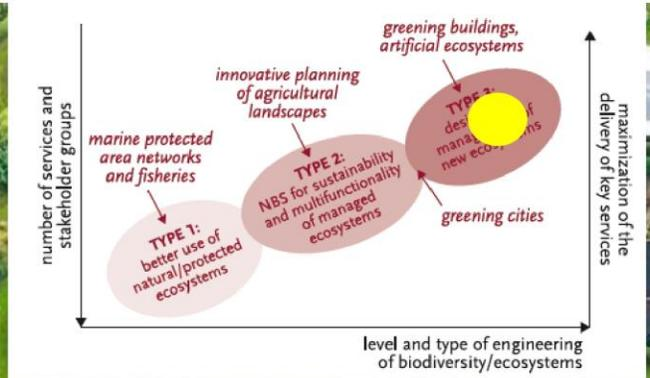 greening buildings,
artificial ecosystems
innovative planning
of agricultural
landscapes
marine protected
area networks
and fisheries
number of services and
stakeholder groups
maximization of the
delivery of key services
TYPE 1:
better use of
natural/protected
ecosystems
TYPE 2:
NBS for sustainability
and multifunctionality
of managed
ecosystems
TYPE
new
greening cities
level and type of engineering
of biodiversity/ecosystems